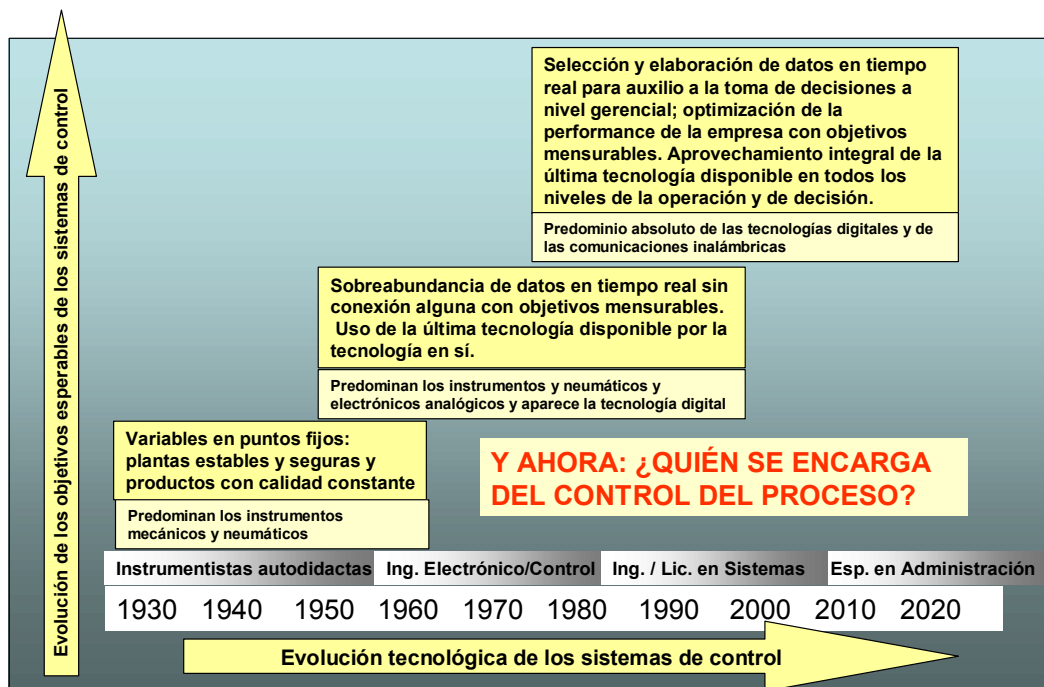 Evolución de los objetivos esperables de los sistemas de control
Selección y elaboración de datos en tiempo
real para auxilio a la toma de decisiones a
nivel gerencial; optimización de la
performance de la empresa con objetivos
mensurables. Aprovechamiento integral de la
última tecnología disponible en todos los
niveles de la operación y de decisión.
Predominio absoluto de las tecnologías digitales y de
las comunicaciones inalámbricas
Sobreabundancia de datos en tiempo real sin
conexión alguna con objetivos mensurables.
Uso de la última tecnología disponible por la
tecnología en sí.
Predominan los instrumentos y neumáticos y
electrónicos analógicos y aparece la tecnología digital
Variables en puntos fijos:
plantas estables y seguras y
productos con calidad constante
Predominan los instrumentos
mecánicos y neumáticos
Y AHORA: ¿QUIÉN SE ENCARGA
DEL CONTROL DEL PROCESO?
Instrumentistas autodidactas Ing. Electrónico/Control Ing. / Lic. en Sistemas Esp. en Administración
1930 1940 1950 1960 1970 1980 1990 2000 2010 2020
Evolución tecnológica de los sistemas de control